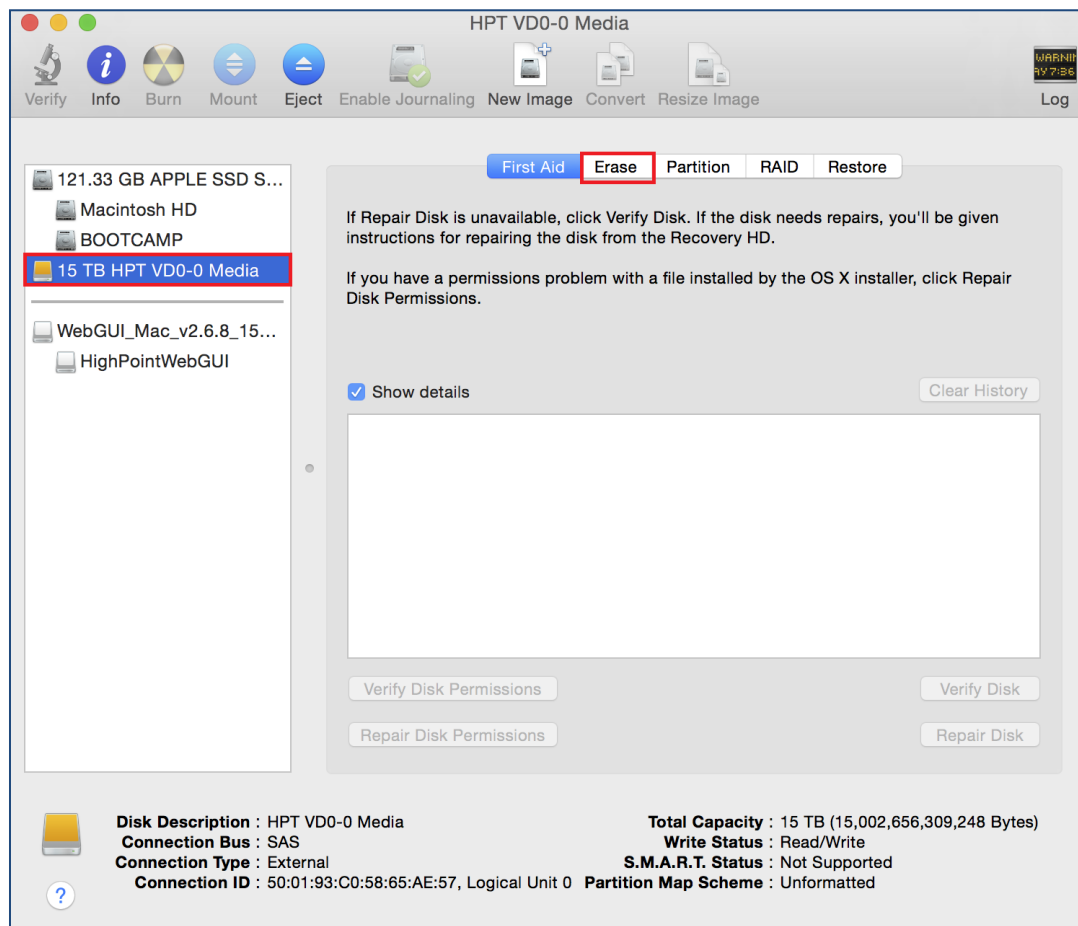 HPT VD0-0 Media
Verify Info Burn Mount Eject Enable Journaling New Image Convert Resize Image Log
WARNIN
AY 7:36
First Aid Erase Partition RAID Restore
121.33 GB APPLE SSD S...
Macintosh HD
BOOTCAMP
15 TB HPT VD0-0 Media
WebGUI_Mac_v2.6.8_15...
HighPointWebGUI
If Repair Disk is unavailable, click Verify Disk. If the disk needs repairs, you'll be given
instructions for repairing the disk from the Recovery HD.
If you have a permissions problem with a file installed by the OS X installer, click Repair
Disk Permissions.
Show details Clear History
Verify Disk Permissions Verify Disk
Repair Disk Permissions Repair Disk
Disk Description : HPT VD0-0 Media
Connection Bus : SAS
Connection Type : External
Connection ID : 50:01:93:C0:58:65:AE:57, Logical Unit 0
Total Capacity : 15 TB (15,002,656,309,248 Bytes)
Write Status : Read/Write
S.M.A.R.T. Status : Not Supported
Partition Map Scheme : Unformatted
?